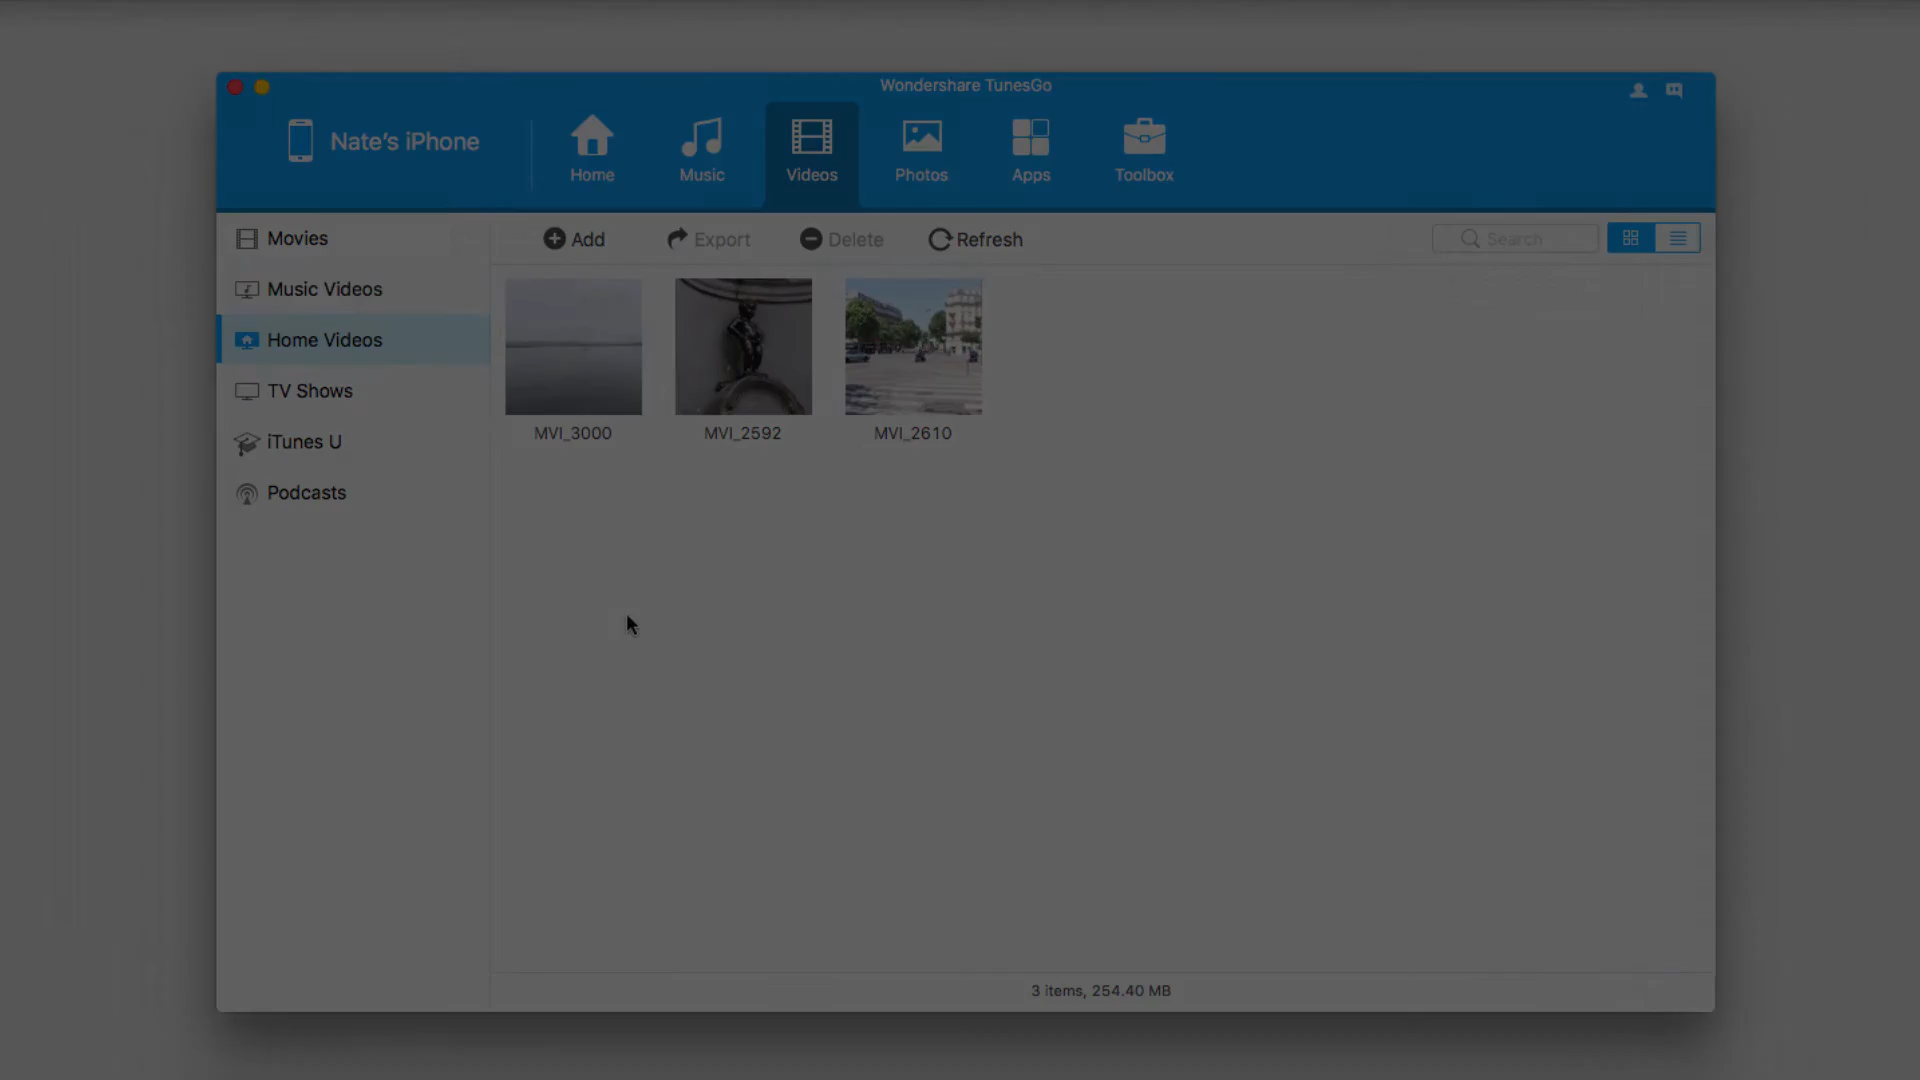 Wondershare TunesGo
Nate's iPhone
Home
Music
Videos
Photos
Apps
Toolbox
Movies
Music Videos
Home Videos
TV Shows
iTunes U
Podcasts
Add
Export
Delete
Refresh
Search
MVI_3000
MVI_2592
MVI_2610
3 items, 254.40 MB